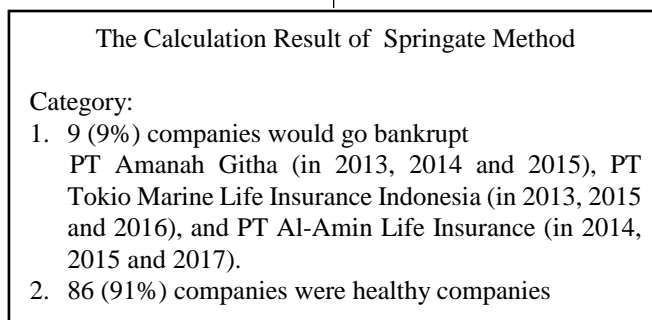 The Calculation Result of Springate Method
Category:
1. 9 (9%) companies would go bankrupt
PT Amanah Githa (in 2013, 2014 and 2015), PT
Tokio Marine Life Insurance Indonesia (in 2013, 2015
and 2016), and PT Al-Amin Life Insurance (in 2014,
2015 and 2017).
2. 86 (91%) companies were healthy companies